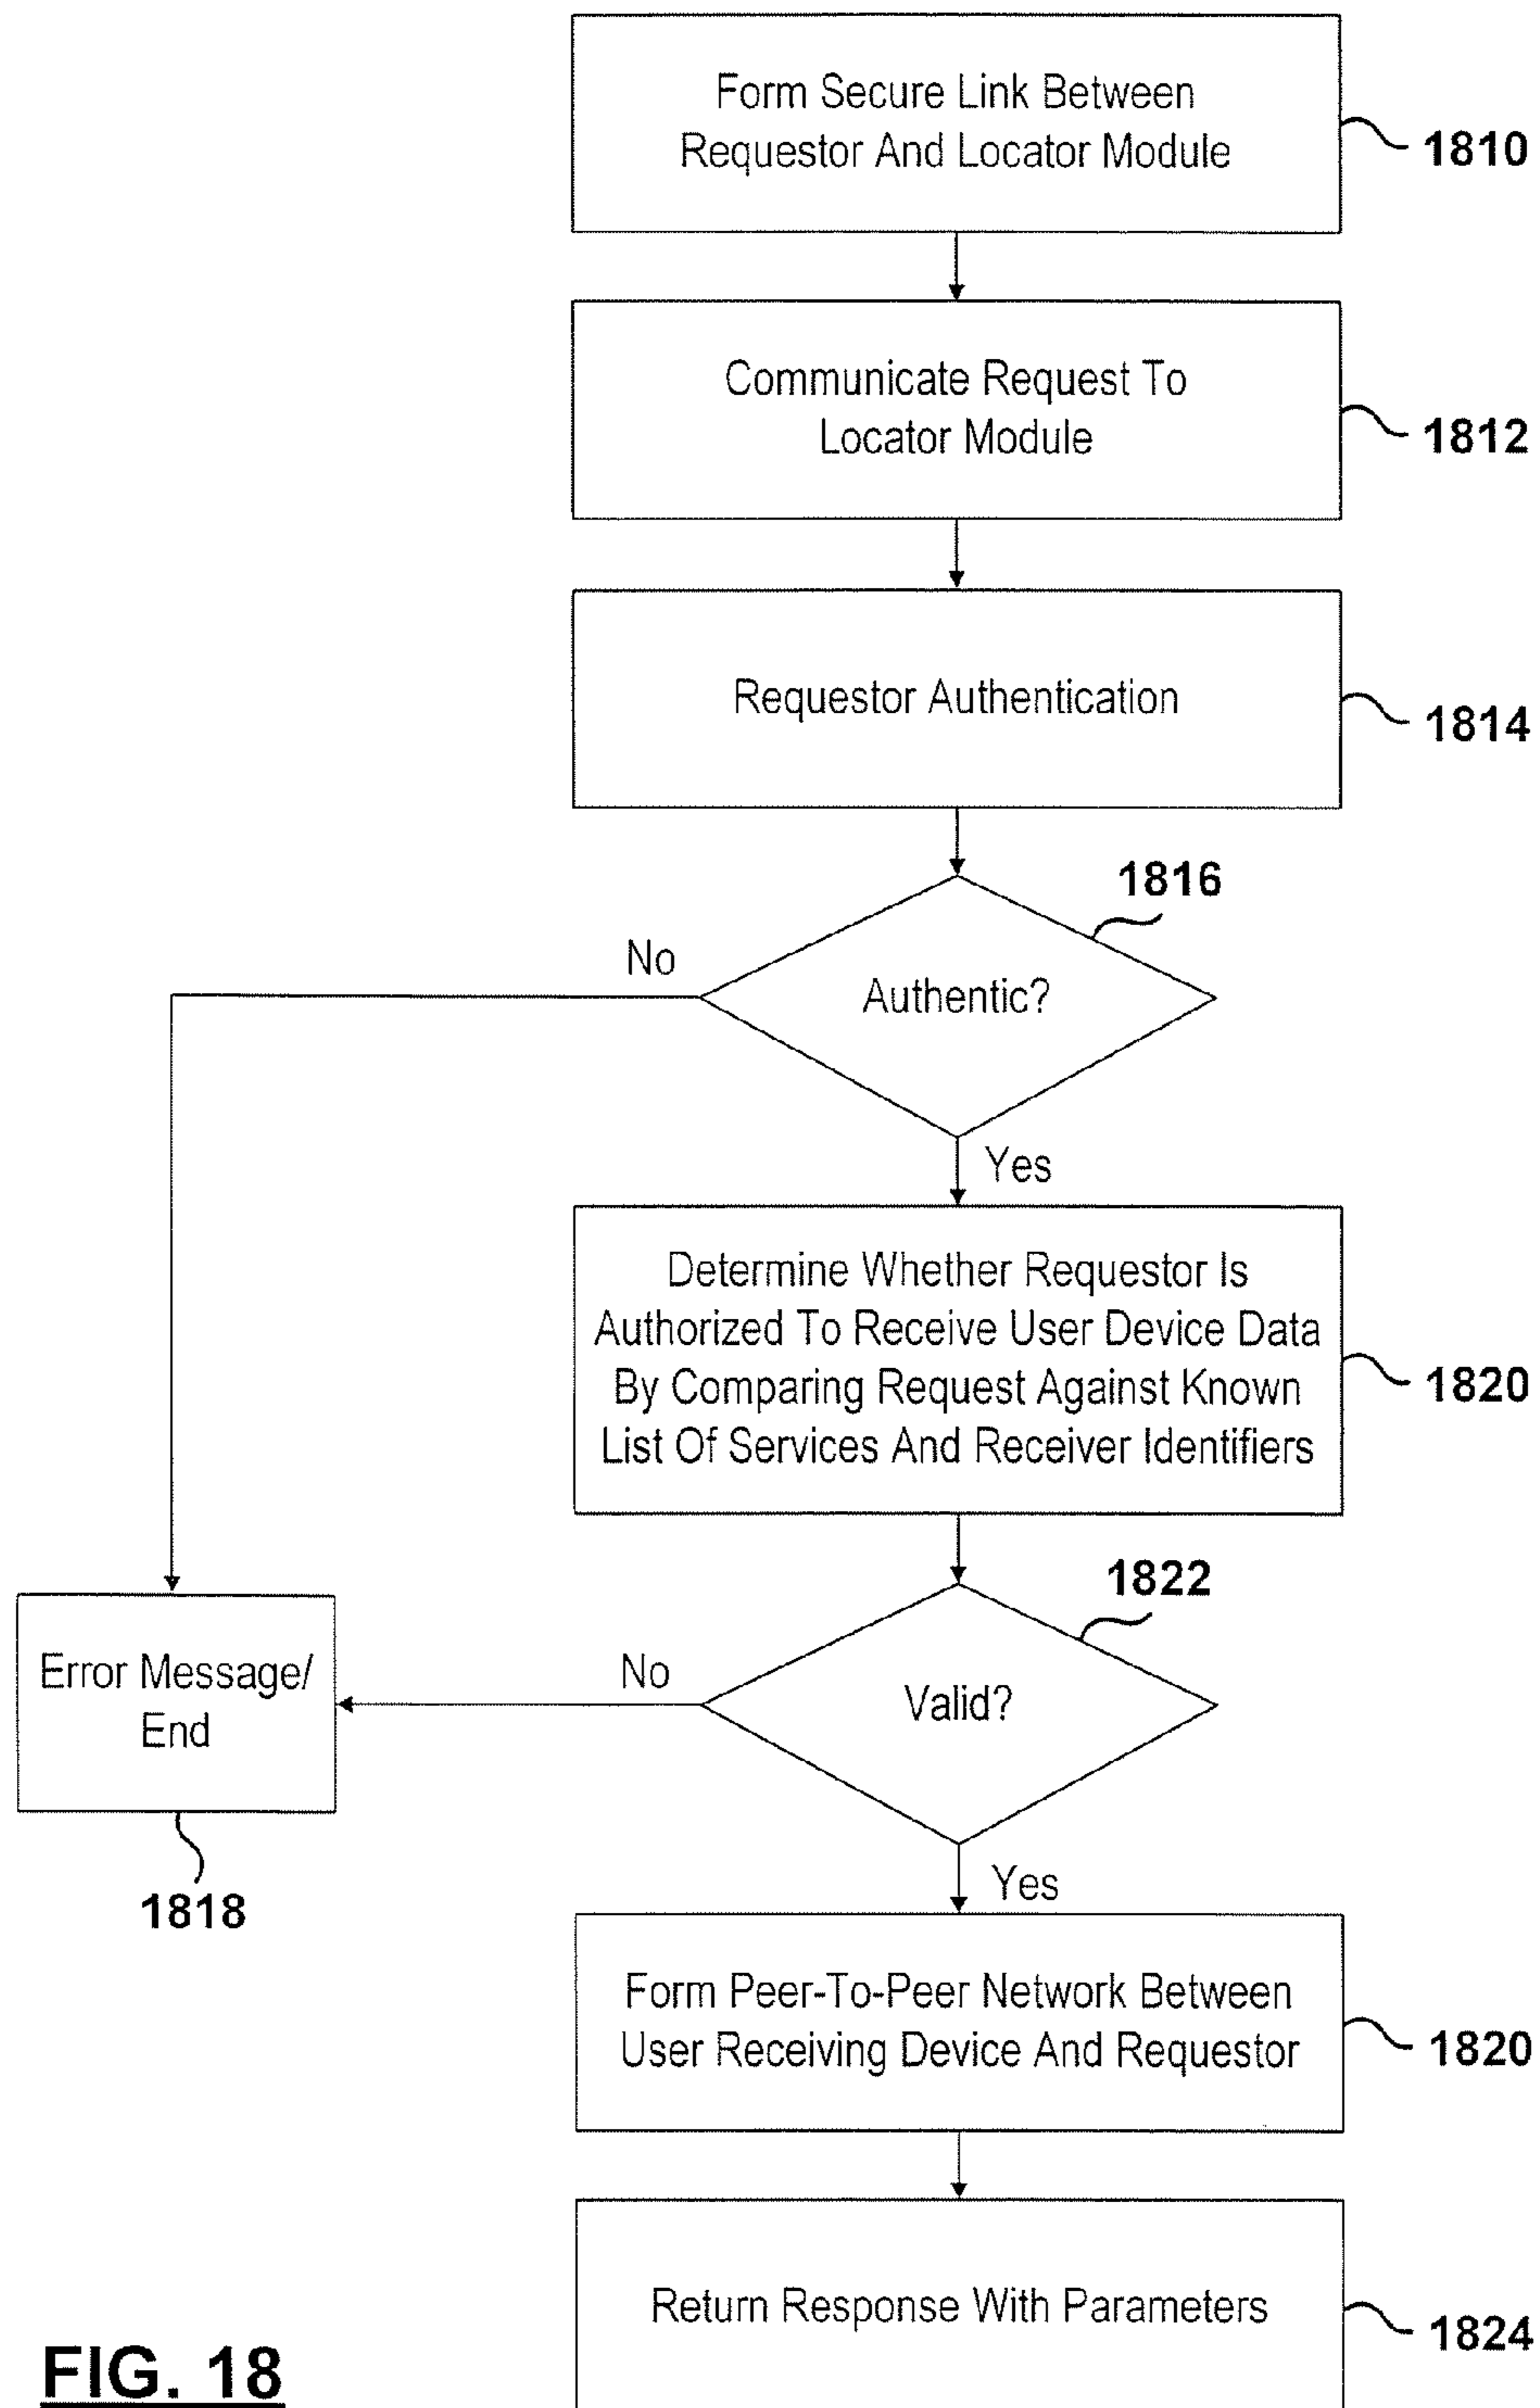 Form Secure Link Between
Requestor And Locator Module
1810
Communicate Request To
Locator Module
1812
Requestor Authentication
1814
1816
No
Authentic?
Yes
Determine Whether Requestor Is
Authorized To Receive User Device Data
By Comparing Request Against Known
List Of Services And Receiver Identifiers
1820
1822
Error Message/
End
No
Valid?
1818
Yes
Form Peer-To-Peer Network Between
User Receiving Device And Requestor
1820
Return Response With Parameters
1824
FIG. 18